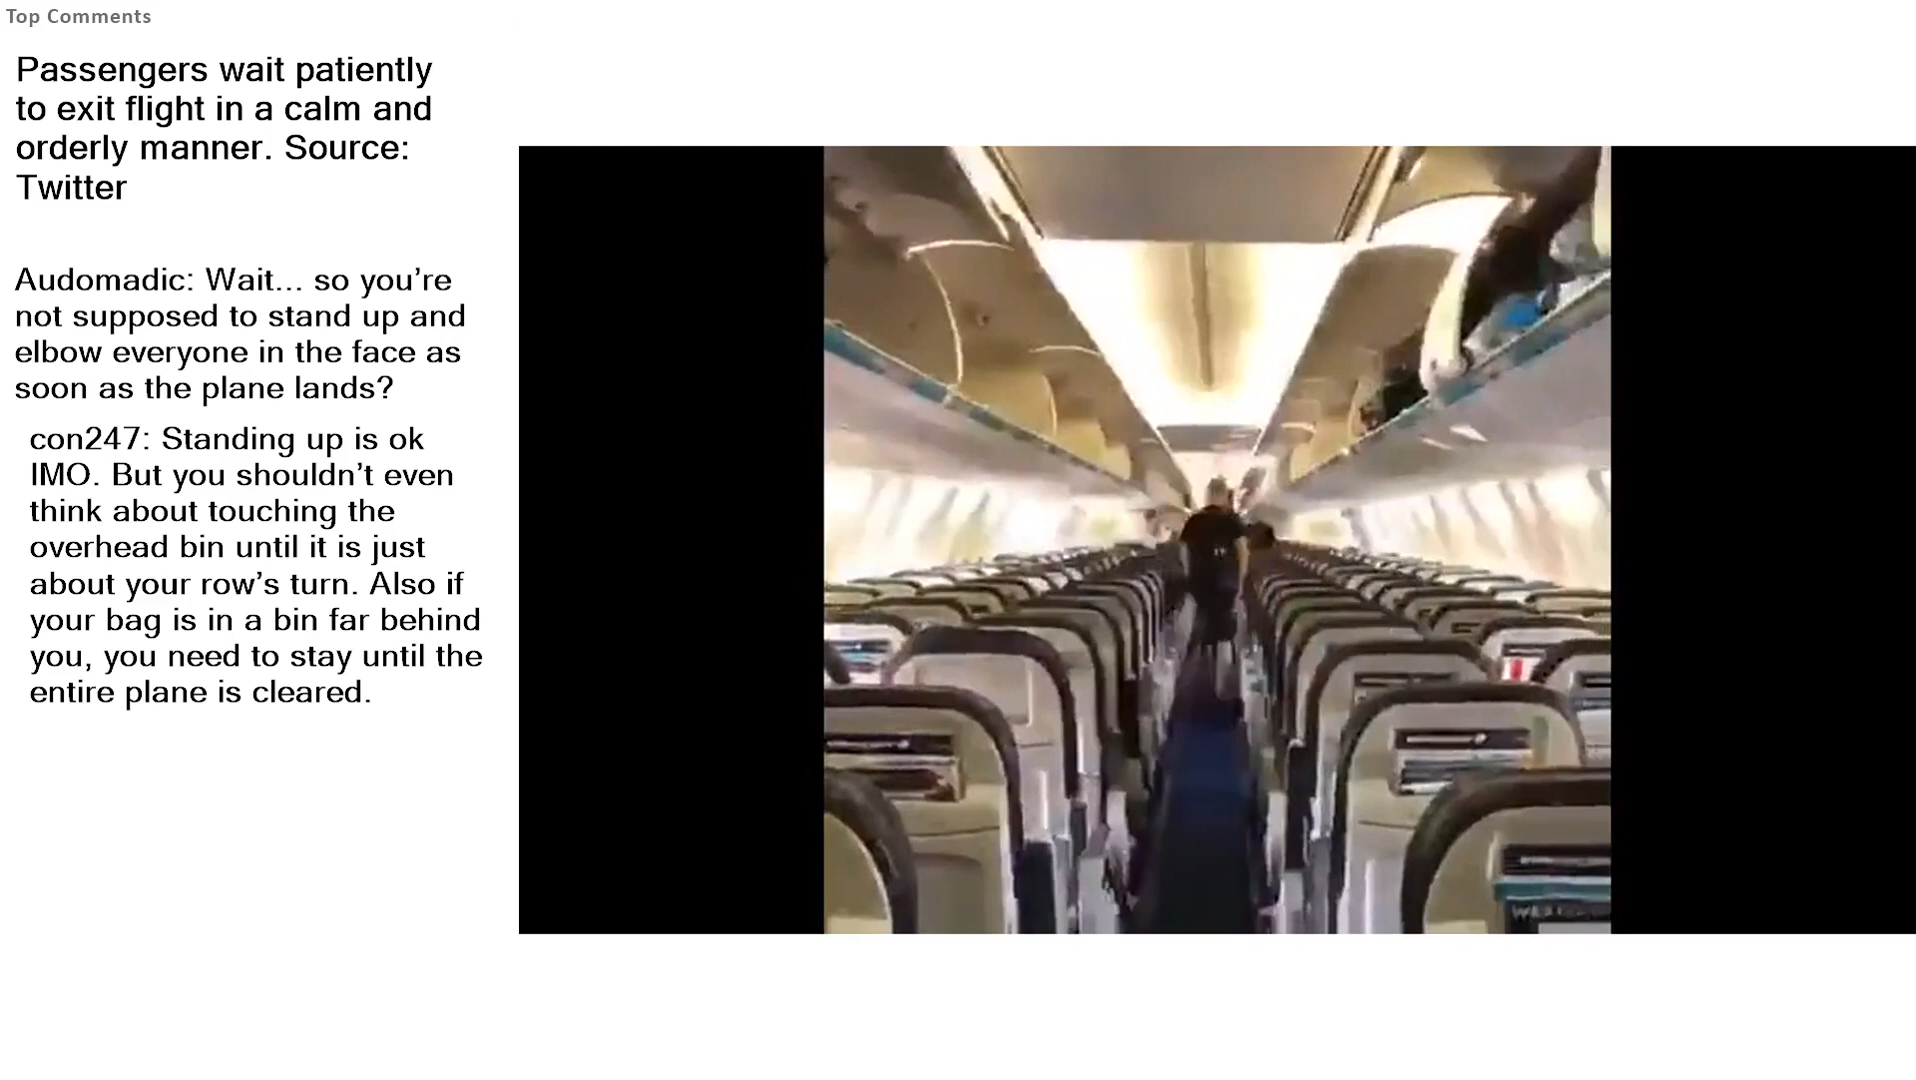 Top Comments
Passengers wait patiently
to exit flight in a calm and
orderly manner. Source:
Twitter
Audomadic: Wait... so you’re
not supposed to stand up and
elbow everyone in the face as
soon as the plane lands?
con247: Standing up is ok
IMO. But you shouldn’t even
think about touching the
overhead bin until it is just
about your row’s turn. Also if
your bag is in a bin far behind
you, you need to stay until the
entire plane is cleared.